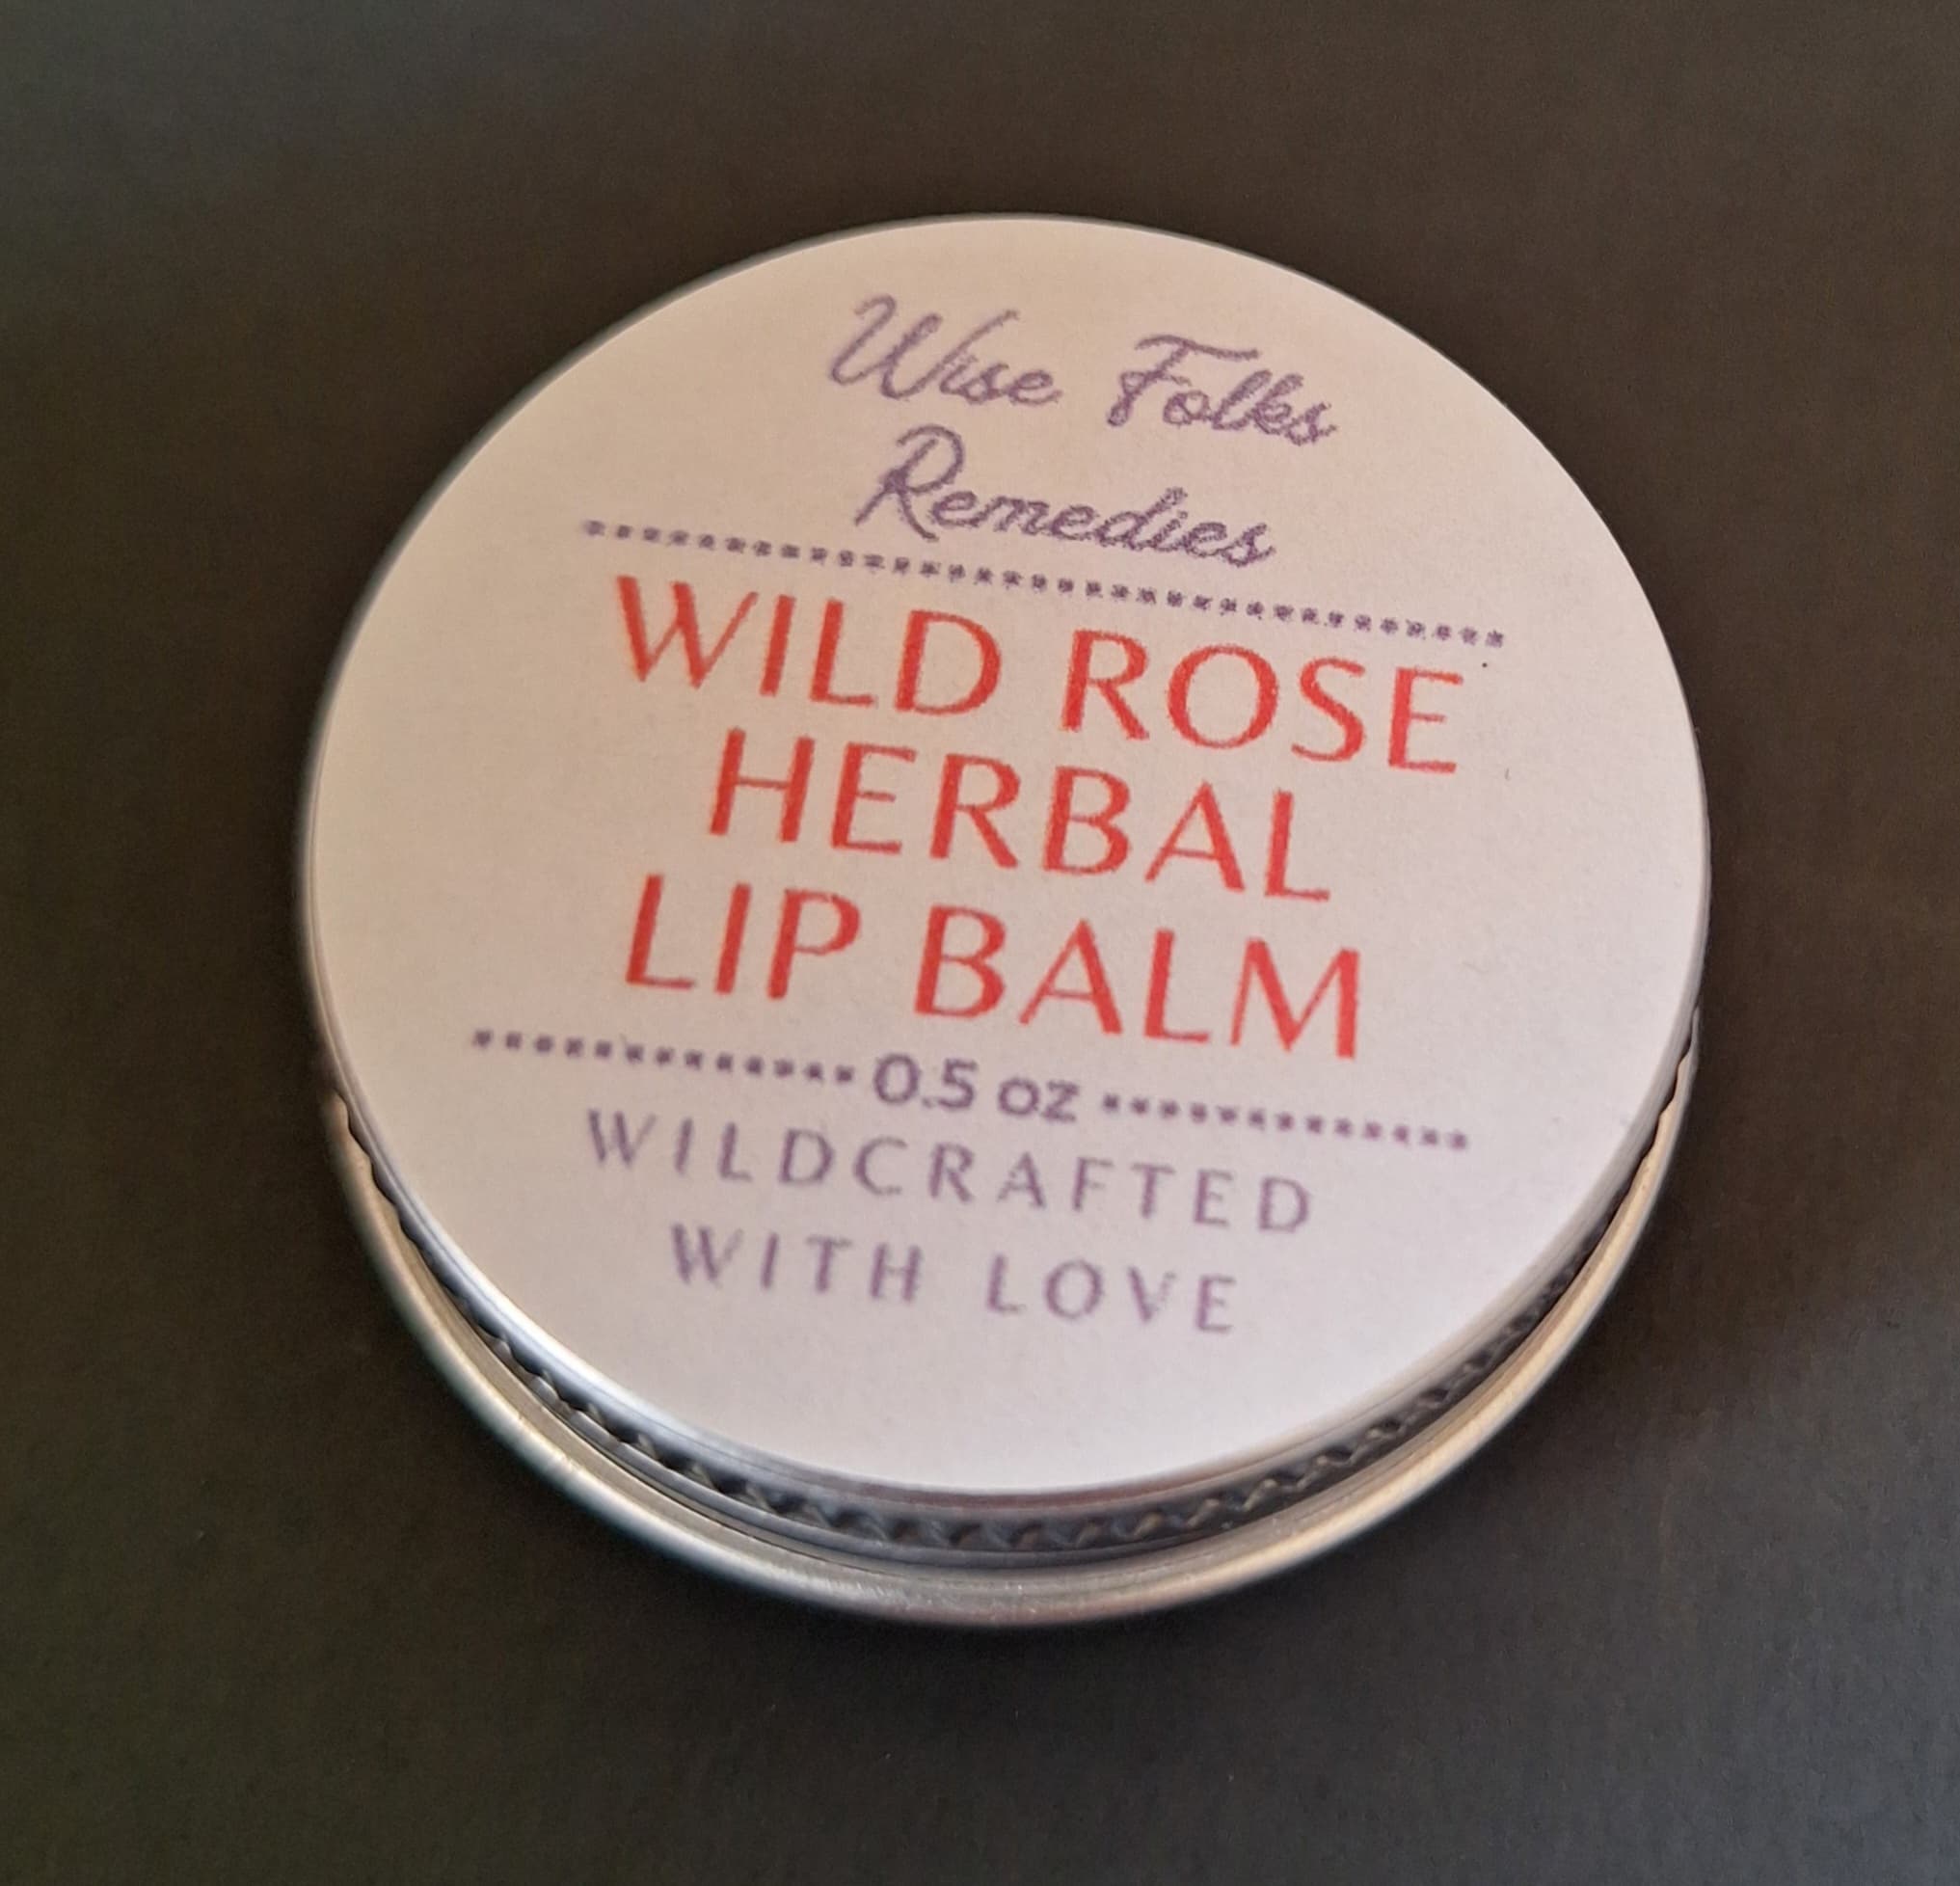 Wise Folks
Remedies
WILD ROSE
HERBAL
LIP BALM
0.5 oz
WILDCRAFTED
WITH LOVE